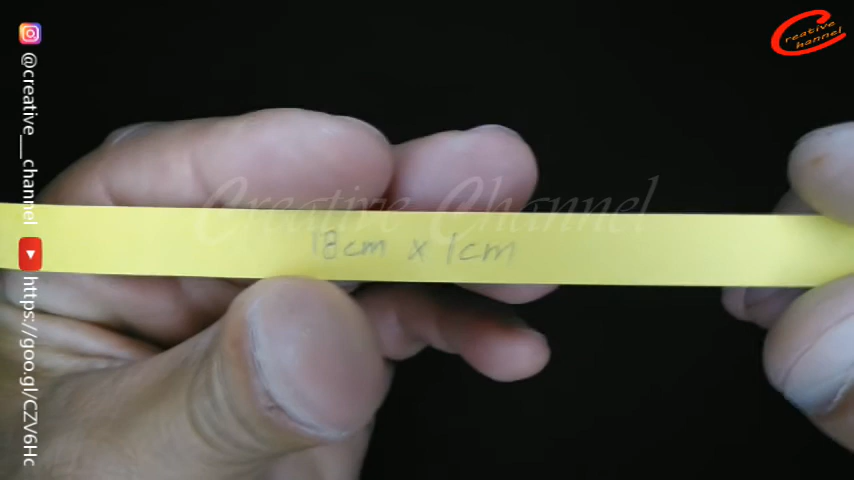 @creative__channel
https://goo.gl/CZV6Hc
Creative
channel
Creative Channel
18cm x 1cm